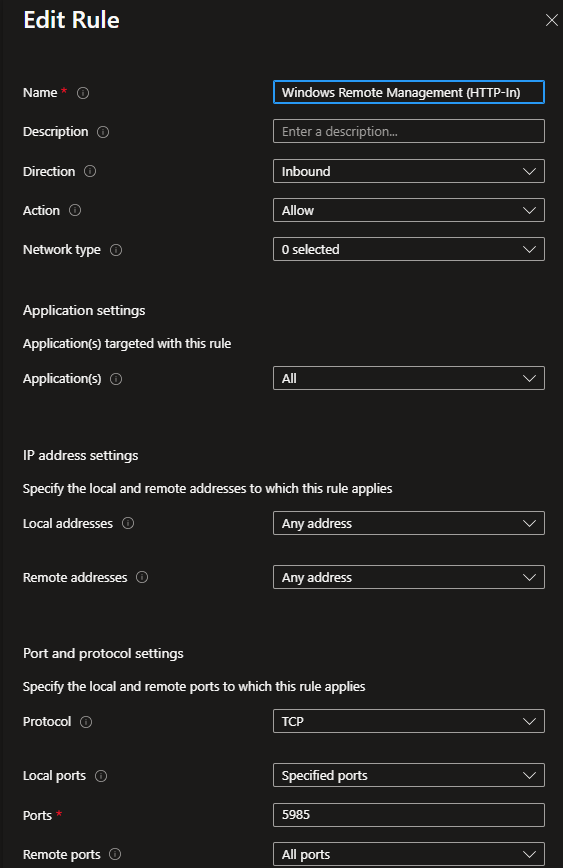 Edit Rule
Name * Windows Remote Management (HTTP-In)
Description Enter a description...
Direction Inbound
Action Allow
Network type 0 selected
Application settings
Application(s) targeted with this rule
Application(s) All
IP address settings
Specify the local and remote addresses to which this rule applies
Local addresses Any address
Remote addresses Any address
Port and protocol settings
Specify the local and remote ports to which this rule applies
Protocol TCP
Local ports Specified ports
Ports * 5985
Remote ports All ports